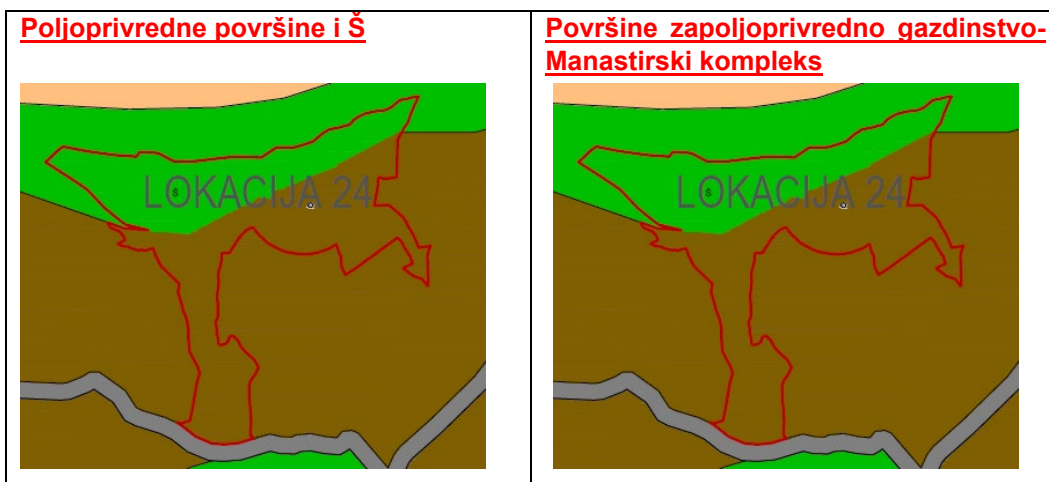 Poljoprivredne površine i Š
Površine zapoljoprivredno gazdinstvo-
Manastirski kompleks
LOKACIJA 24
Š
LOKACIJA 24
Š